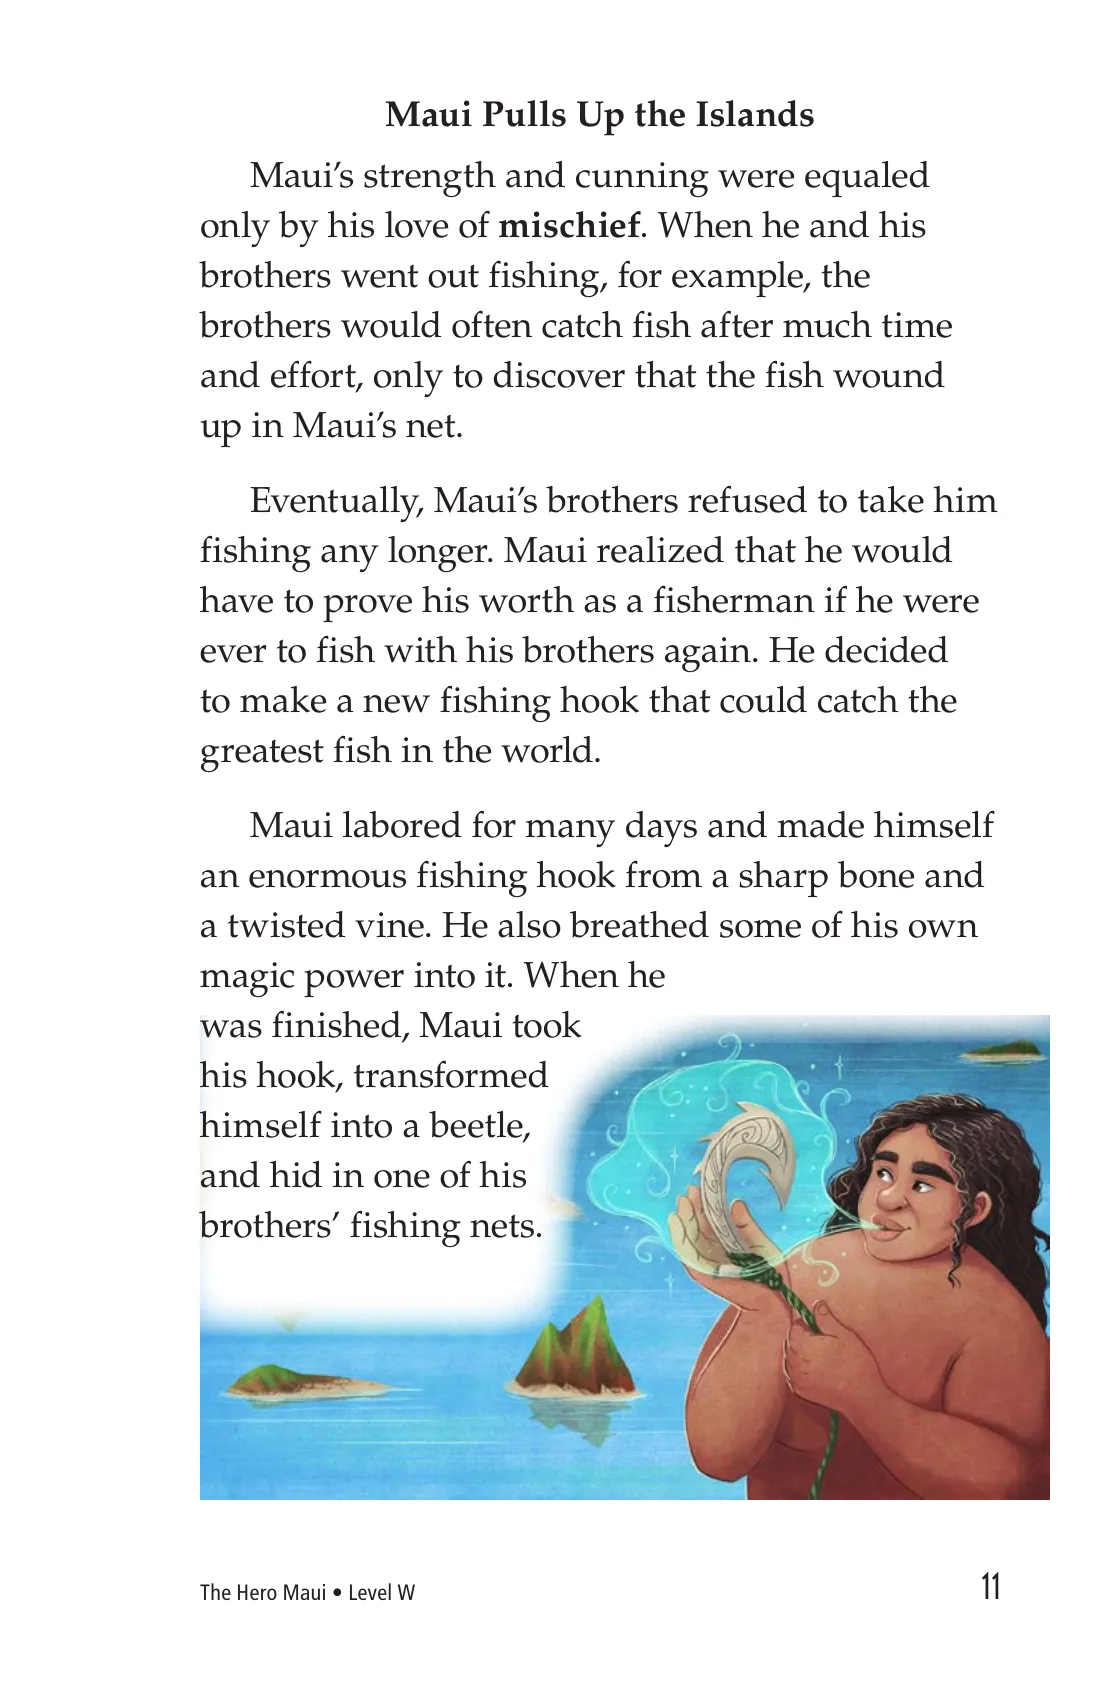 Maui Pulls Up the Islands
Maui’s strength and cunning were equaled
only by his love of mischief. When he and his
brothers went out fishing, for example, the
brothers would often catch fish after much time
and effort, only to discover that the fish wound
up in Maui’s net.
Eventually, Maui’s brothers refused to take him
fishing any longer. Maui realized that he would
have to prove his worth as a fisherman if he were
ever to fish with his brothers again. He decided
to make a new fishing hook that could catch the
greatest fish in the world.
Maui labored for many days and made himself
an enormous fishing hook from a sharp bone and
a twisted vine. He also breathed some of his own
magic power into it. When he
was finished, Maui took
his hook, transformed
himself into a beetle,
and hid in one of his
brothers’ fishing nets.
The Hero Maui • Level W
11